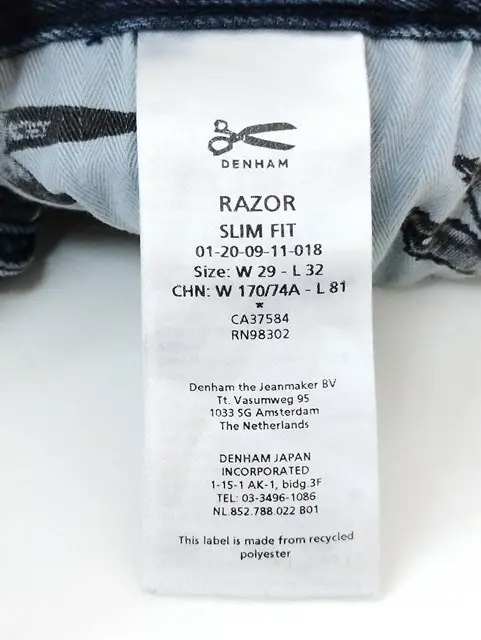 DENHAM
RAZOR
SLIM FIT
01-20-09-11-018
Size: W 29 - L 32
CHN: W 170/74A - L 81
*
CA37584
RN98302
Denham the Jeanmaker BV
Tt. Vasumweg 95
1033 SG Amsterdam
The Netherlands
DENHAM JAPAN
INCORPORATED
1-15-1 AK-1, bidg.3F
TEL: 03-3496-1086
NL.852.788.022 B01
This label is made from recycled
polyester